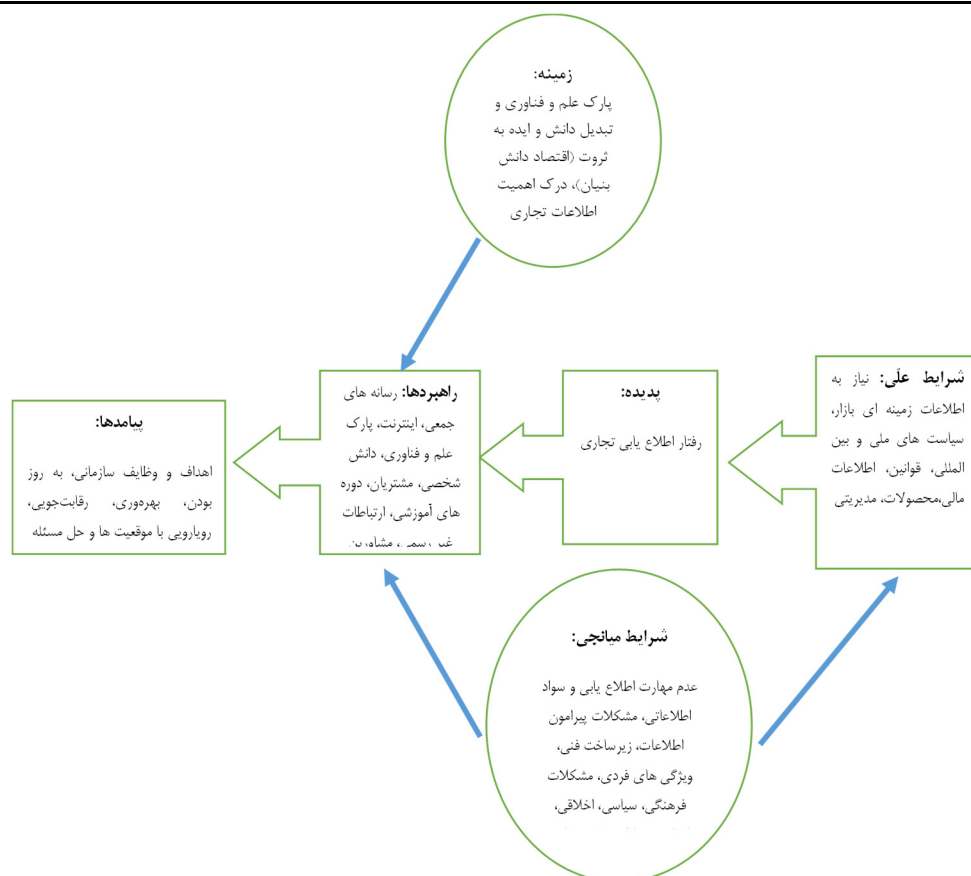 زمینه:
پارک علم و فناوری و
تبدیل دانش و ایده به
ثروت (اقتصاد دانش
بنیان)، درک اهمیت
اطلاعات تجاری
شرایط علّی: نیاز به
اطلاعات زمینه ای بازار،
سیاست های ملی و بین
المللی، قوانین، اطلاعات
مالی،محصولات، مدیریتی
پدیده:
رفتار اطلاع یابی تجاری
راهبردها: رسانه های
جمعی، اینترنت، پارک
علم و فناوری، دانش
شخصی، مشتریان، دوره
های آموزشی، ارتباطات
غیر رسمی، مشاورین
پیامدها:
اهداف و وظایف سازمانی، به روز
بودن، بهره‌وری، رقابت‌جویی،
رویارویی با موقعیت ها و حل مسئله
شرایط میانجی:
عدم مهارت اطلاع یابی و سواد
اطلاعاتی، مشکلات پیرامون
اطلاعات، زیرساخت فنی،
ویژگی های فردی، مشکلات
فرهنگی، سیاسی، اخلاقی،